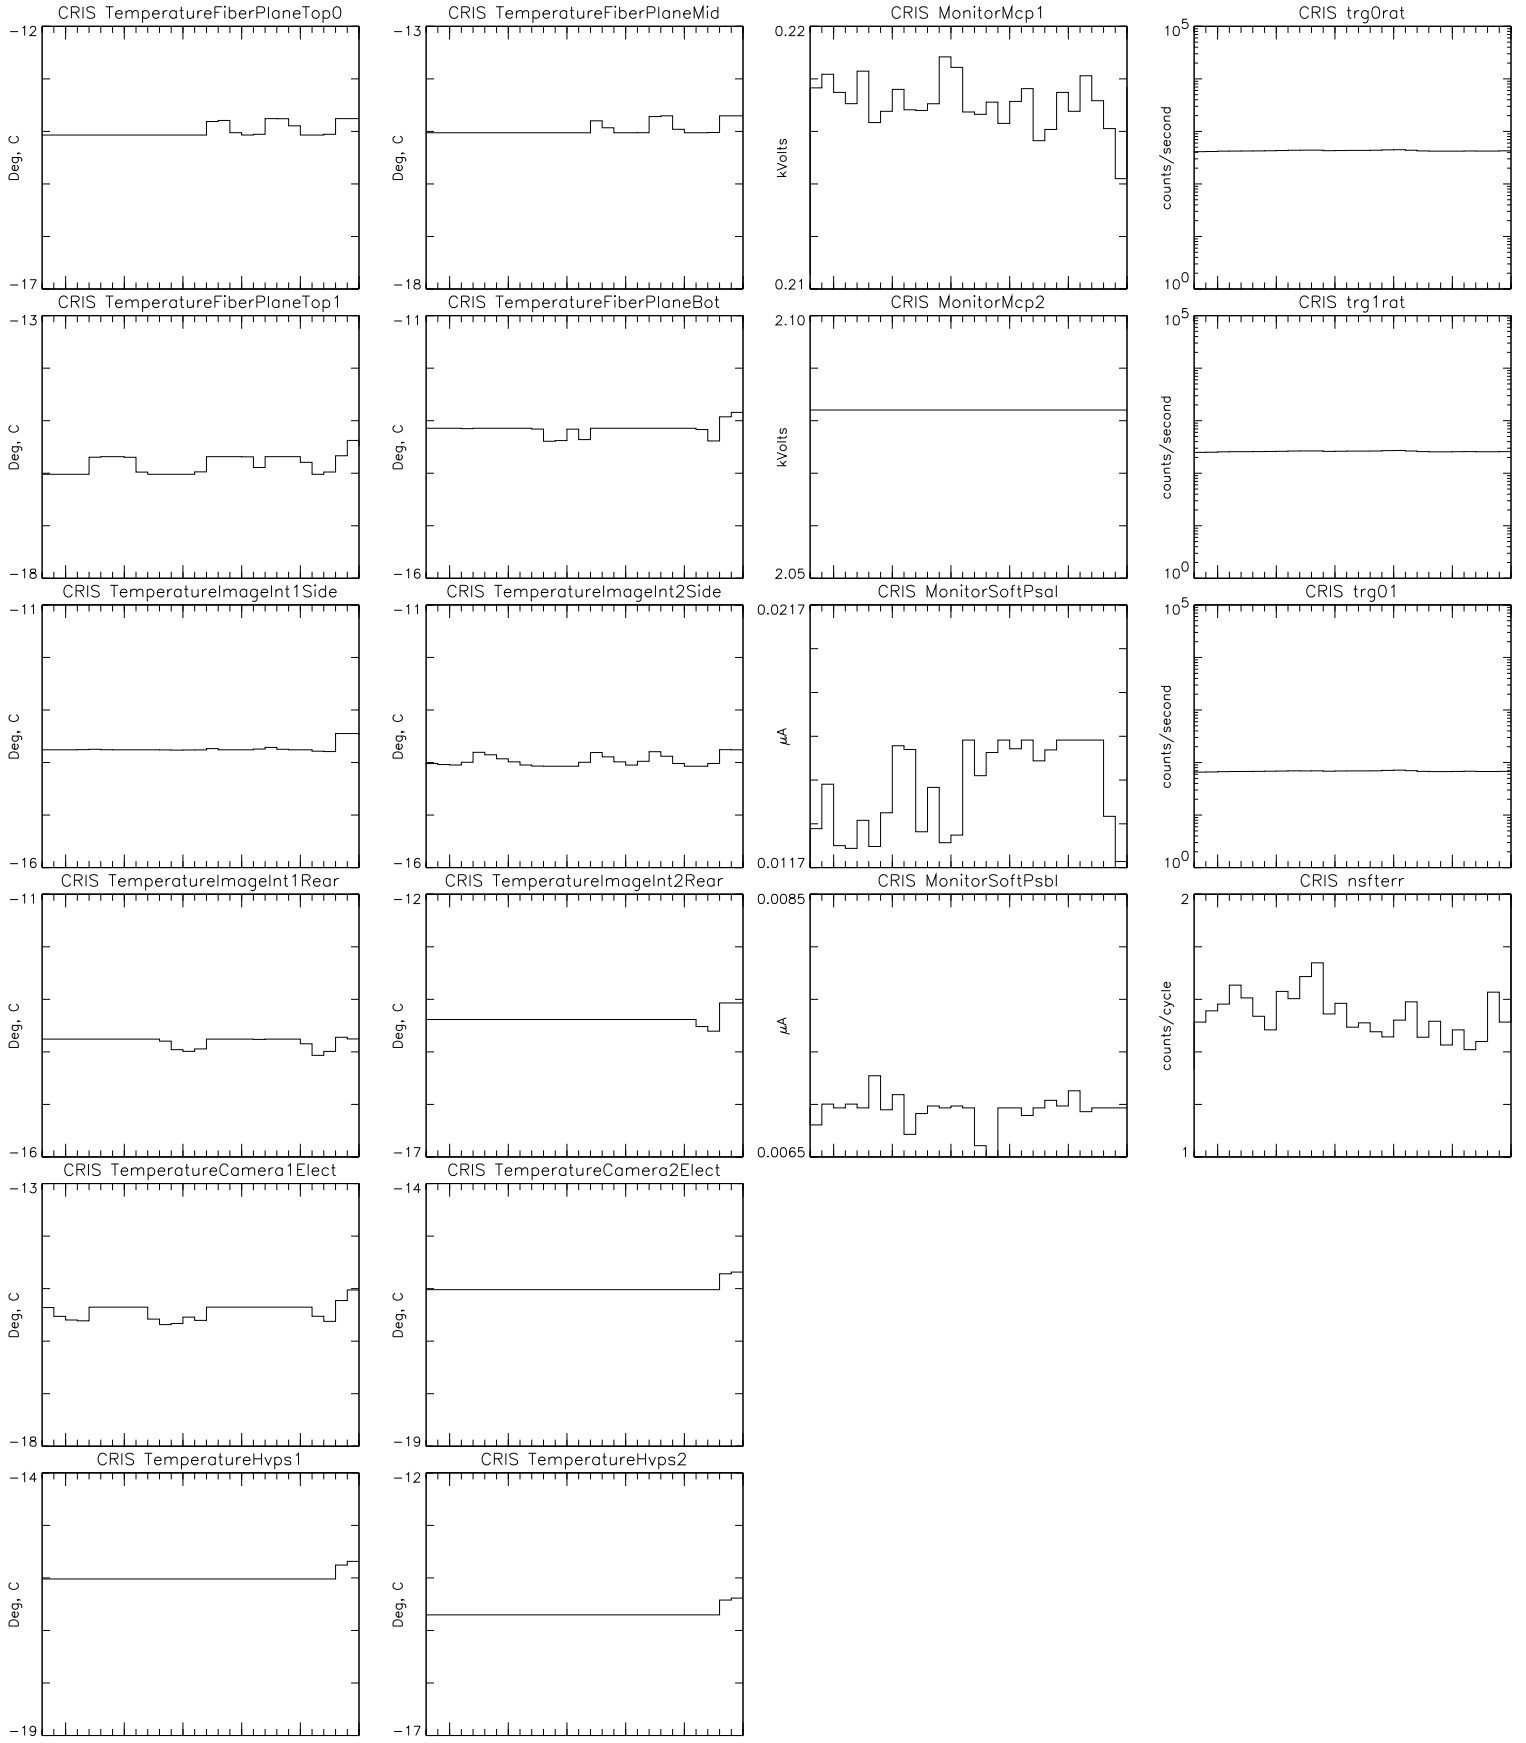 CRIS TemperatureFiberPlaneTop0
-12
Deg, C
-17
CRIS TemperatureFiberPlaneMid
-13
Deg, C
-18
CRIS MonitorMcp1
0.22
kVolts
0.21
CRIS trg0rat
10^5
counts/second
10^0
CRIS TemperatureFiberPlaneTop1
-13
Deg, C
-18
CRIS TemperatureFiberPlaneBot
-11
Deg, C
-16
CRIS MonitorMcp2
2.10
kVolts
2.05
CRIS trg1rat
10^5
counts/second
10^0
CRIS TemperatureImageInt1Side
-11
Deg, C
-16
CRIS TemperatureImageInt2Side
-11
Deg, C
-16
CRIS MonitorSoftPsaI
0.0217
μA
0.0117
CRIS trg01
10^5
counts/second
10^0
CRIS TemperatureImageInt1Rear
-11
Deg, C
-16
CRIS TemperatureImageInt2Rear
-12
Deg, C
-17
CRIS MonitorSoftPsbI
0.0085
μA
0.0065
CRIS nsfterr
2
counts/cycle
1
CRIS TemperatureCamera1Elect
-13
Deg, C
-18
CRIS TemperatureCamera2Elect
-14
Deg, C
-19
CRIS TemperatureHvps1
-14
Deg, C
-19
CRIS TemperatureHvps2
-12
Deg, C
-17